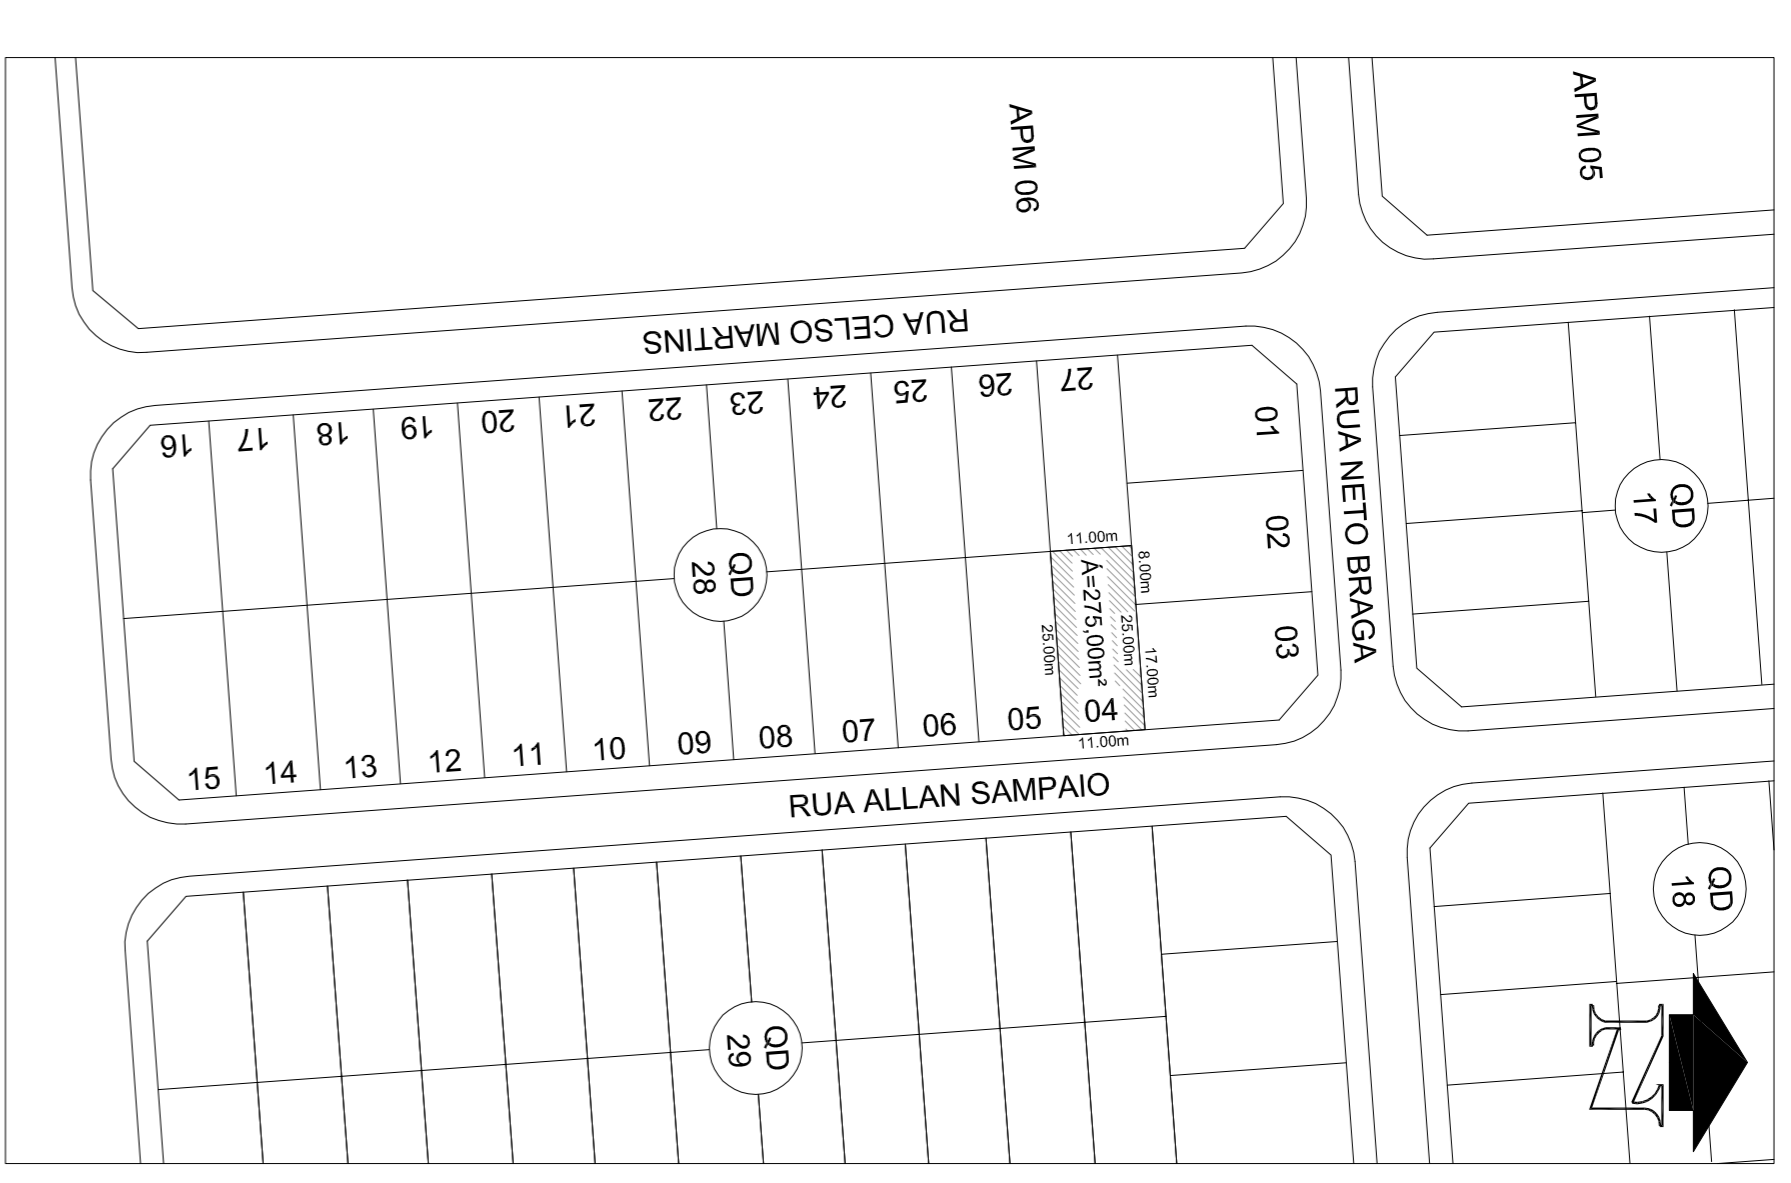 APM 06
APM 05
RUA CELSO MARTINS
16
17
18
19
20
21
22
23
24
25
26
27
01
02
03
RUA NETO BRAGA
QD
17
QD
28
11.00m
8.00m
25.00m
Á=275,00m²
25.00m
17.00m
04
11.00m
15
14
13
12
11
10
09
08
07
06
05
RUA ALLAN SAMPAIO
QD
18
QD
29
N